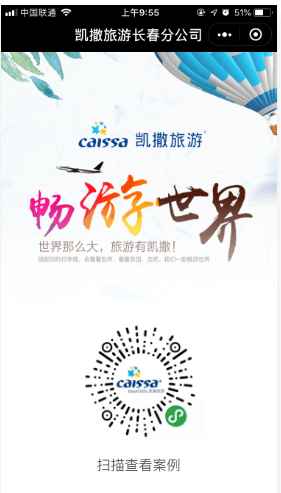 中国联通 上午9:55 51%
凯撒旅游长春分公司
caissa 凯撒旅游
畅游世界
世界那么大，旅游有凯撒！
caissa
扫描查看案例